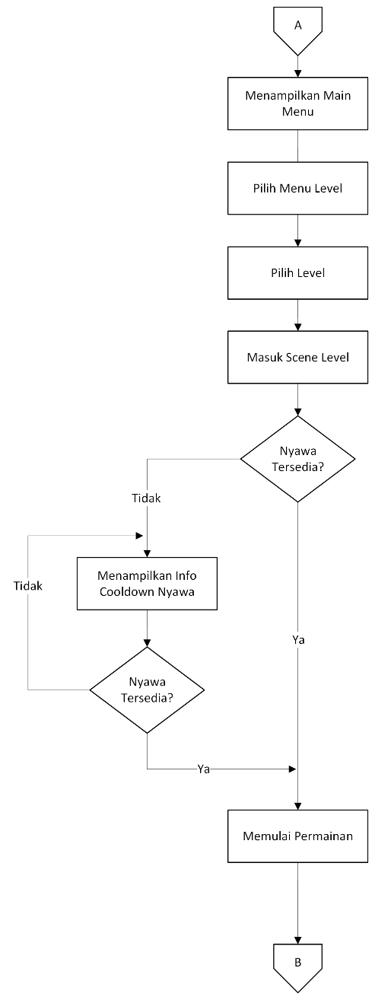 A
Menampilkan Main
Menu
Pilih Menu Level
Pilih Level
Masuk Scene Level
Nyawa
Tersedia?
Tidak
Menampilkan Info
Cooldown Nyawa
Tidak
Ya
Nyawa
Tersedia?
Ya
Memulai Permainan
B